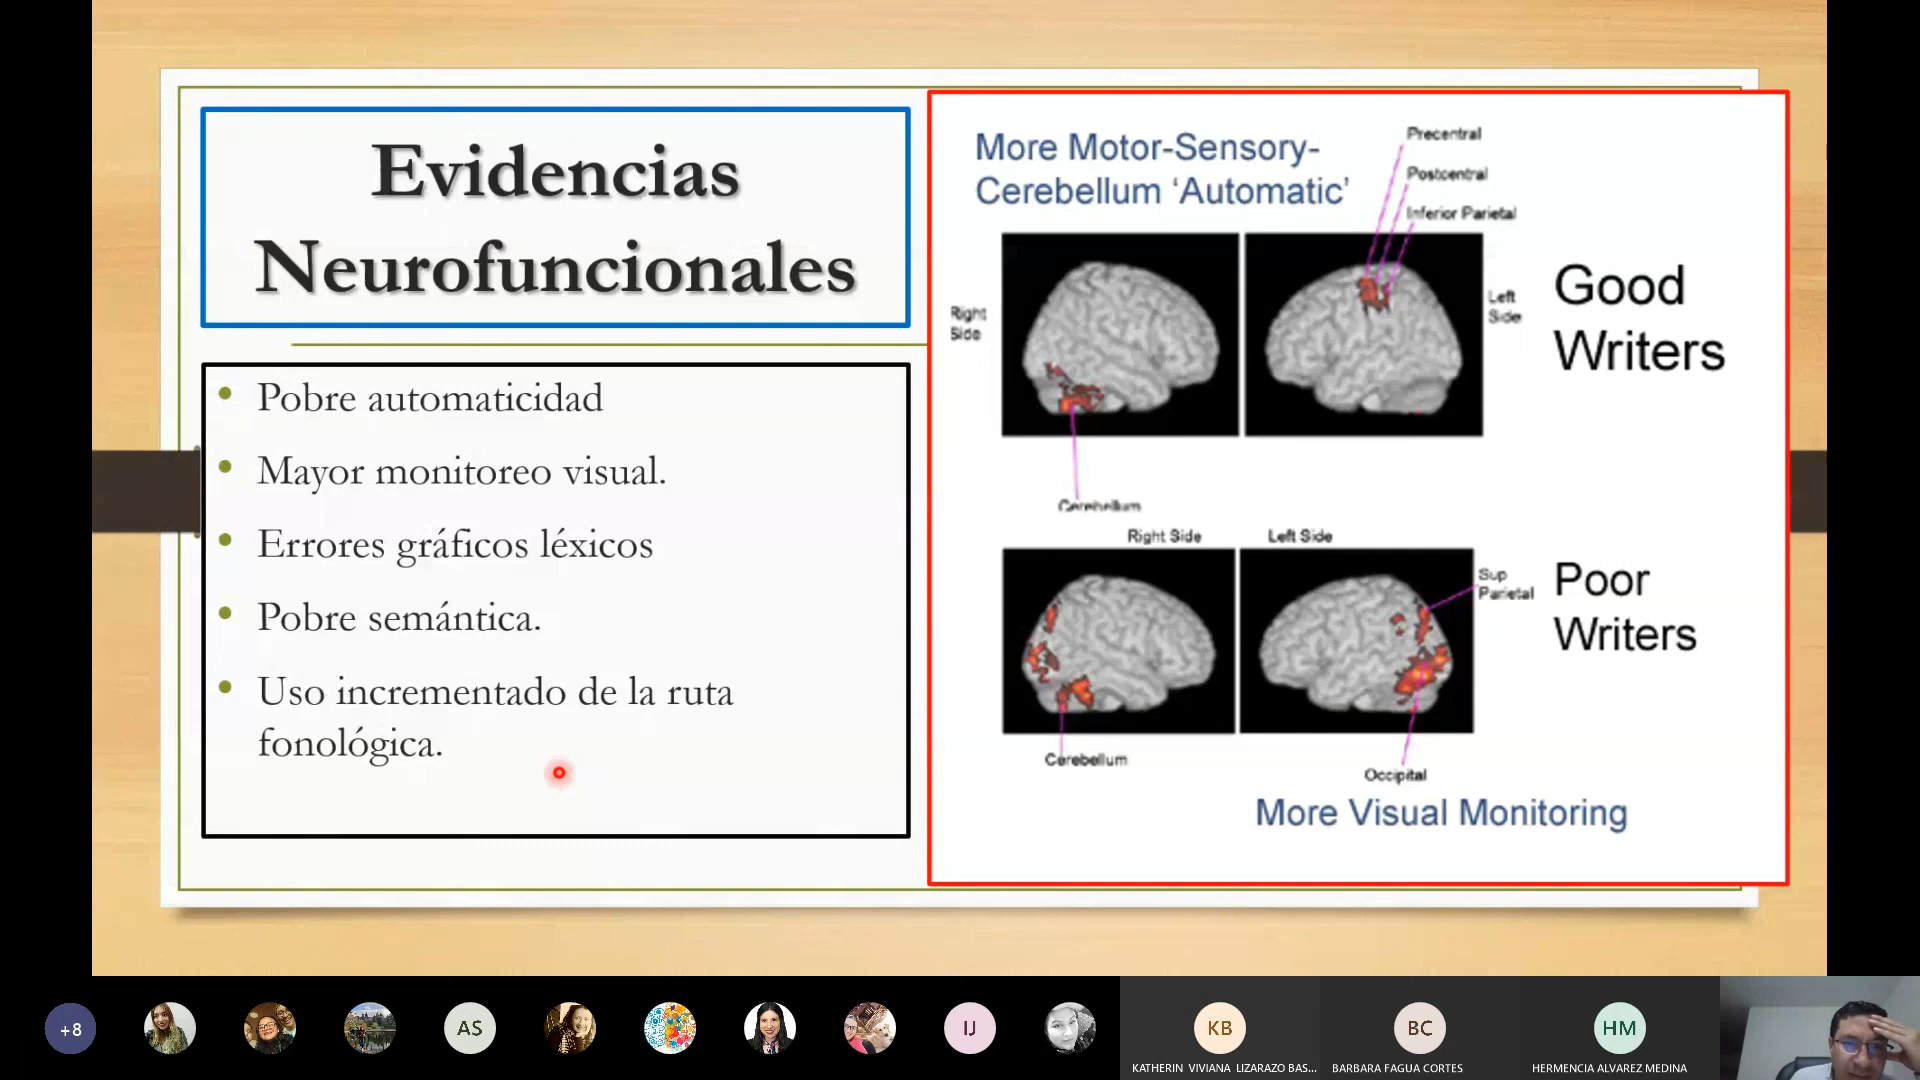 Evidencias
Neurofuncionales
Pobre automaticidad
Mayor monitoreo visual.
Errores gráficos léxicos
Pobre semántica.
Uso incrementado de la ruta
fonológica.
More Motor-Sensory-
Cerebellum ‘Automatic’
Precentral
Postcentral
Inferior Parietal
Right
Side
Left
Side
Good
Writers
Cerebellum
Right Side
Left Side
Sup
Parietal
Poor
Writers
Cerebellum
Occipital
More Visual Monitoring
+8
AS
IJ
KB
BC
HM
KATHERIN VIVIANA LIZARAZO BAS...
BARBARA FAGUA CORTES
HERMENCIA ALVAREZ MEDINA